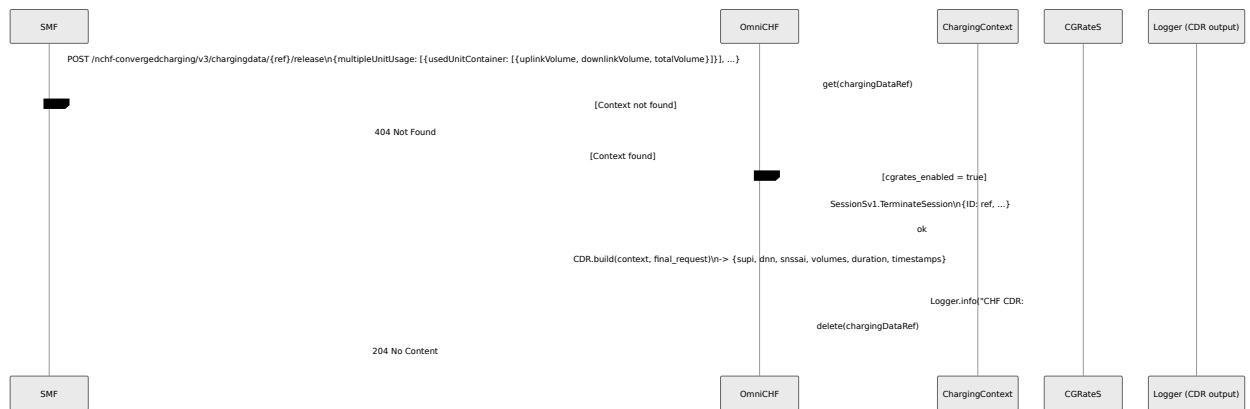 SMF OmniCHF ChargingContext CGRateS Logger (CDR output)
POST /nchf-convergedcharging/v3/chargingdata/{ref}/release\n{multipleUnitUsage: [{usedUnitContainer: [{uplinkVolume, downlinkVolume, totalVolume}]}], ...}
get(chargingDataRef)
[Context not found]
404 Not Found
[Context found]
[cgrates_enabled = true]
SessionSv1.TerminateSession\n{ID: ref, ...}
ok
CDR.build(context, final_request)\n-> {supi, dnn, snssai, volumes, duration, timestamps}
Logger.info("CHF CDR:
delete(chargingDataRef)
204 No Content
SMF OmniCHF ChargingContext CGRateS Logger (CDR output)